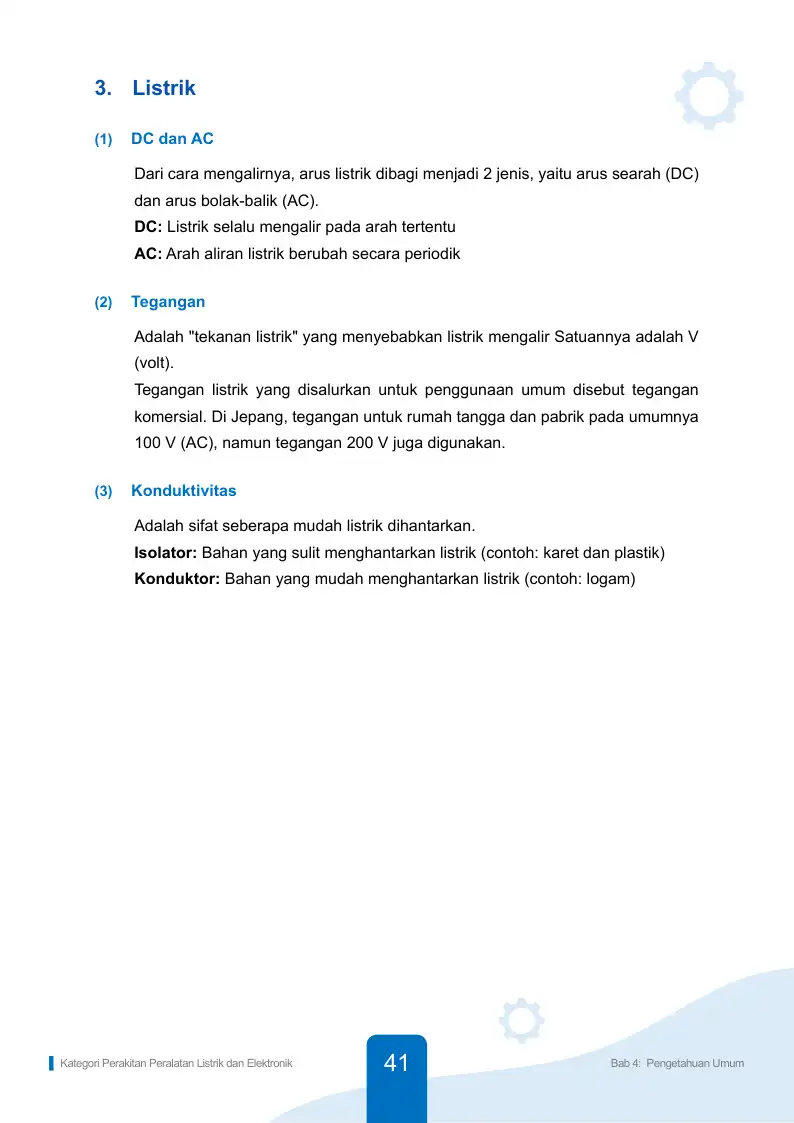 3. Listrik
(1) DC dan AC
Dari cara mengalirnya, arus listrik dibagi menjadi 2 jenis, yaitu arus searah (DC)
dan arus bolak-balik (AC).
DC: Listrik selalu mengalir pada arah tertentu
AC: Arah aliran listrik berubah secara periodik
(2) Tegangan
Adalah "tekanan listrik" yang menyebabkan listrik mengalir Satuannya adalah V
(volt).
Tegangan listrik yang disalurkan untuk penggunaan umum disebut tegangan
komersial. Di Jepang, tegangan untuk rumah tangga dan pabrik pada umumnya
100 V (AC), namun tegangan 200 V juga digunakan.
(3) Konduktivitas
Adalah sifat seberapa mudah listrik dihantarkan.
Isolator: Bahan yang sulit menghantarkan listrik (contoh: karet dan plastik)
Konduktor: Bahan yang mudah menghantarkan listrik (contoh: logam)
Kategori Perakitan Peralatan Listrik dan Elektronik
41
Bab 4: Pengetahuan Umum